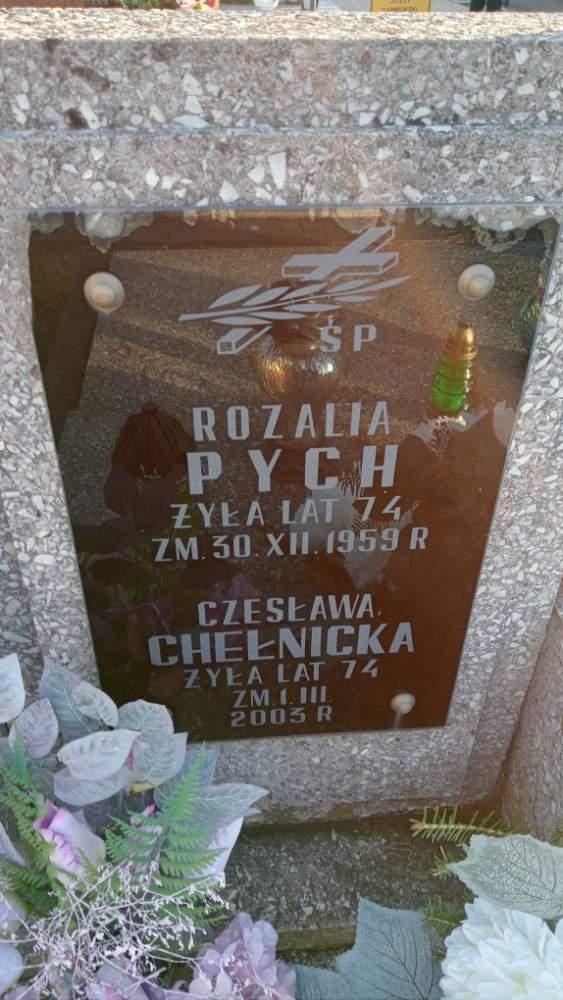 ŚP
ROZALIA
PYCH
ŻYŁA LAT 74
ZM. 30. XII. 1959 R
CZESŁAWA
CHEŁNICKA
ŻYŁA LAT 74
ZM. 1. III.
2003 R